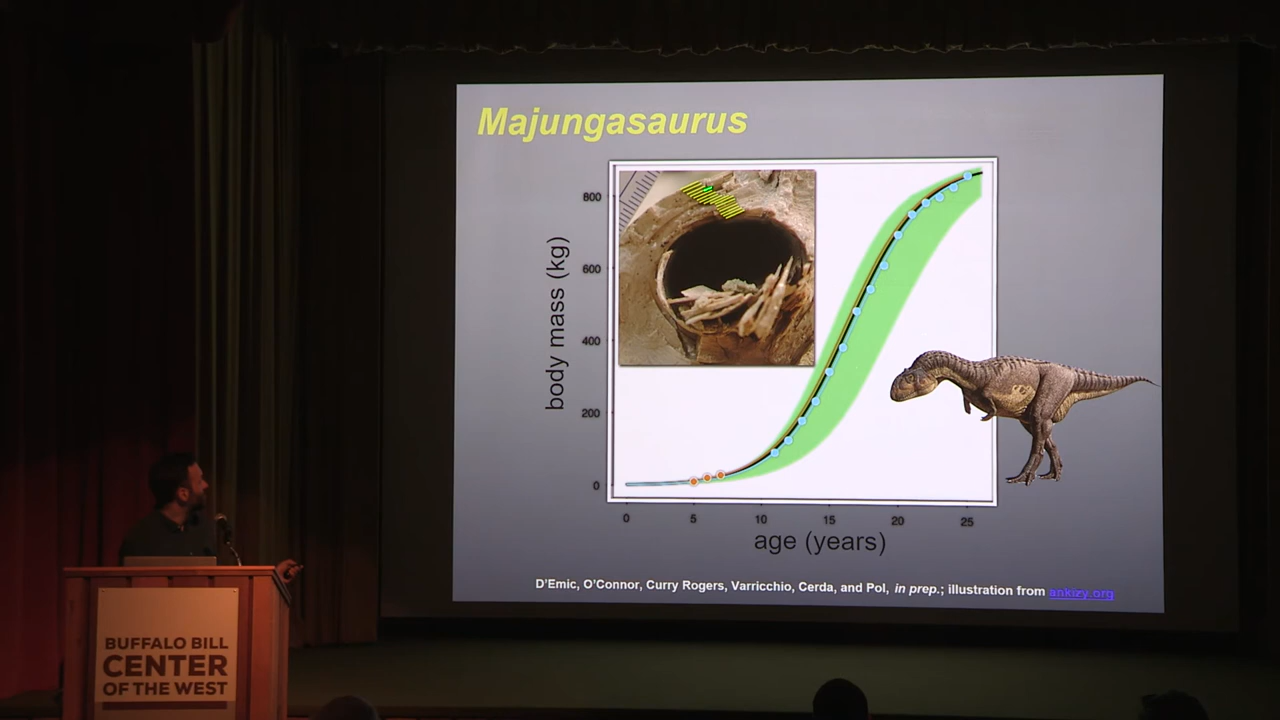 Majungasaurus
800
600
400
200
0
body mass (kg)
0 5 10 15 20 25
age (years)
D'Emic, O'Connor, Curry Rogers, Varricchio, Cerda, and Pol, in prep.; illustration from ankizy.org
BUFFALO BILL
CENTER
OF THE WEST